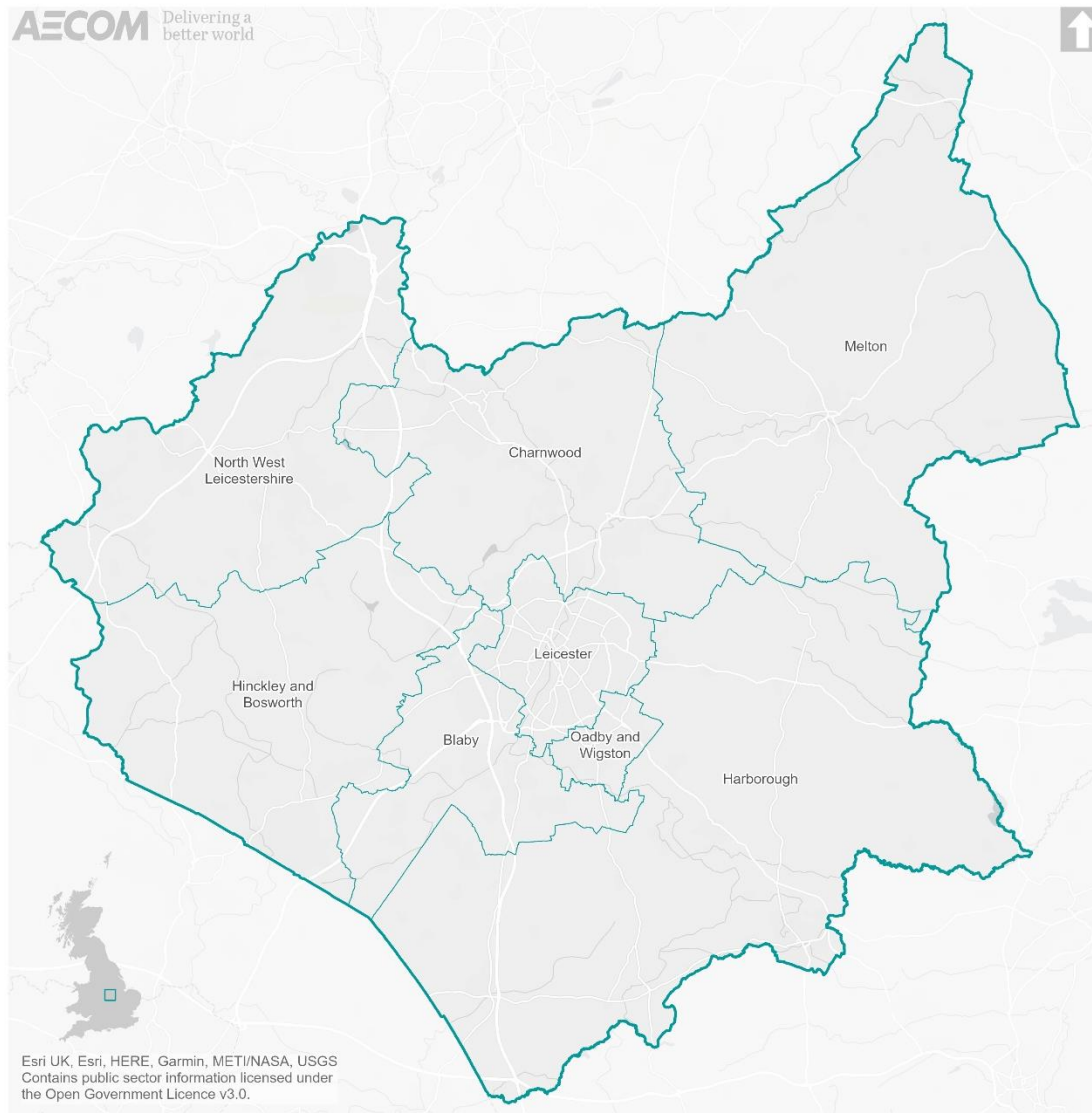 AECOM
Delivering a
better world
Melton
Charnwood
North West
Leicestershire
Leicester
Hinckley and
Bosworth
Blaby
Oadby and
Wigston
Harborough
Esri UK, Esri, HERE, Garmin, METI/NASA, USGS
Contains public sector information licensed under
the Open Government Licence v3.0.